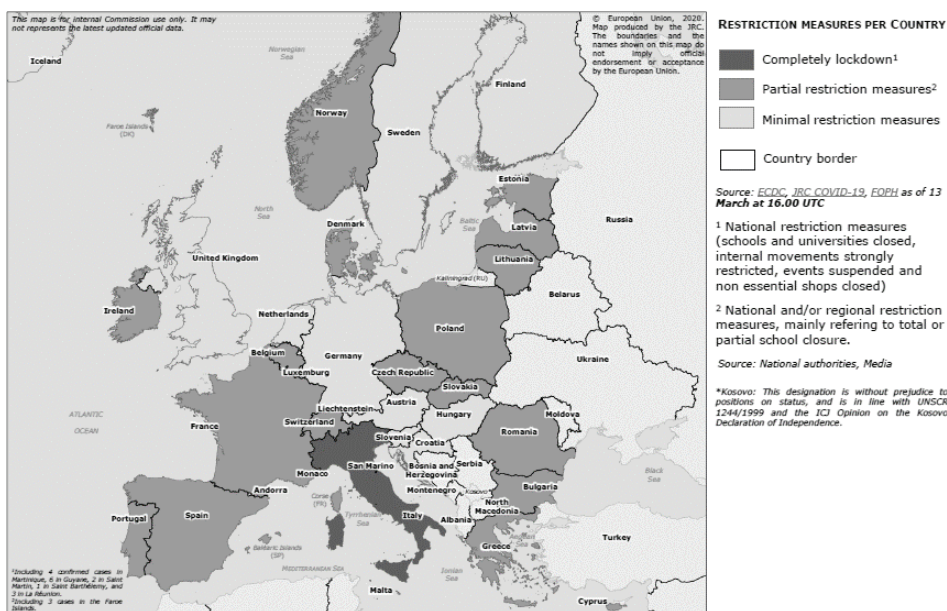 This map is for internal Commission use only. It may
not represents the latest updated official data.
© European Union, 2020.
Map produced by the JRC.
The boundaries and the
names shown on this map do
not imply official
endorsement or acceptance
by the European Union.
Iceland
Norwegian
Sea
Finland
Norway
Faroe Islands
(DK)
Sweden
Estonia
North
Sea
Baltic
Sea
Russia
Latvia
Denmark
Lithuania
United Kingdom
Kaliningrad (RU)
Ireland
Netherlands
Belarus
Poland
Belgium
Germany
Ukraine
Luxemburg
Czech Republic
Slovakia
ATLANTIC
OCEAN
Austria
Liechtenstein
Hungary
Moldova
France
Switzerland
Slovenia
Romania
Croatia
San Marino
Bosnia and
Herzegovina
Serbia
Monaco
Black
Sea
Andorra
Montenegro
Kosovo
Bulgaria
Corse
(FR)
North
Macedonia
Portugal
Spain
Tyrrhenian
Sea
Italy
Albania
Turkey
Balearic Islands
(SP)
Aegean
Sea
Greece
MEDITERRANEAN SEA
Ionian
Sea
Malta
Cyprus
¹Including 4 confirmed cases in
Martinique, 6 in Guyane, 2 in Saint
Martin, 1 in Saint Barthélemy, and
3 in La Réunion.
²Including 3 cases in the Faroe
Islands.
RESTRICTION MEASURES PER COUNTRY
Completely lockdown¹
Partial restriction measures²
Minimal restriction measures
Country border
Source: ECDC, JRC COVID-19, FOPH as of 13
March at 16.00 UTC
¹ National restriction measures
(schools and universities closed,
internal movements strongly
restricted, events suspended and
non essential shops closed)
² National and/or regional restriction
measures, mainly refering to total or
partial school closure.
Source: National authorities, Media
*Kosovo: This designation is without prejudice to
positions on status, and is in line with UNSCR
1244/1999 and the ICJ Opinion on the Kosovo
Declaration of Independence.